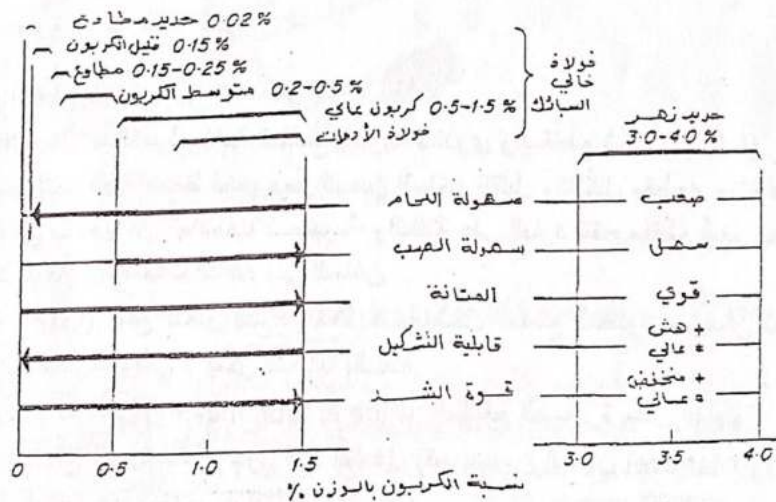 حديد مطاوع 0.02 %
قليل الكربون 0.15 %
مطاوع 0.15-0.25 %
متوسط الكربون 0.2-0.5 %
كربون عالي 0.5-1.5 %
فولاذ الأدوات
فولاذ
خالي
السبائك
حديد زهر
3.0-4.0 %
سهولة اللحام صعب
سهولة الصب سهل
المتانة قوي
قابلية التشكيل + هش * عالي
قوة الشد + منخفض * عالي
0 0.5 1.0 1.5 3.0 3.5 4.0
نسبة الكربون بالوزن %